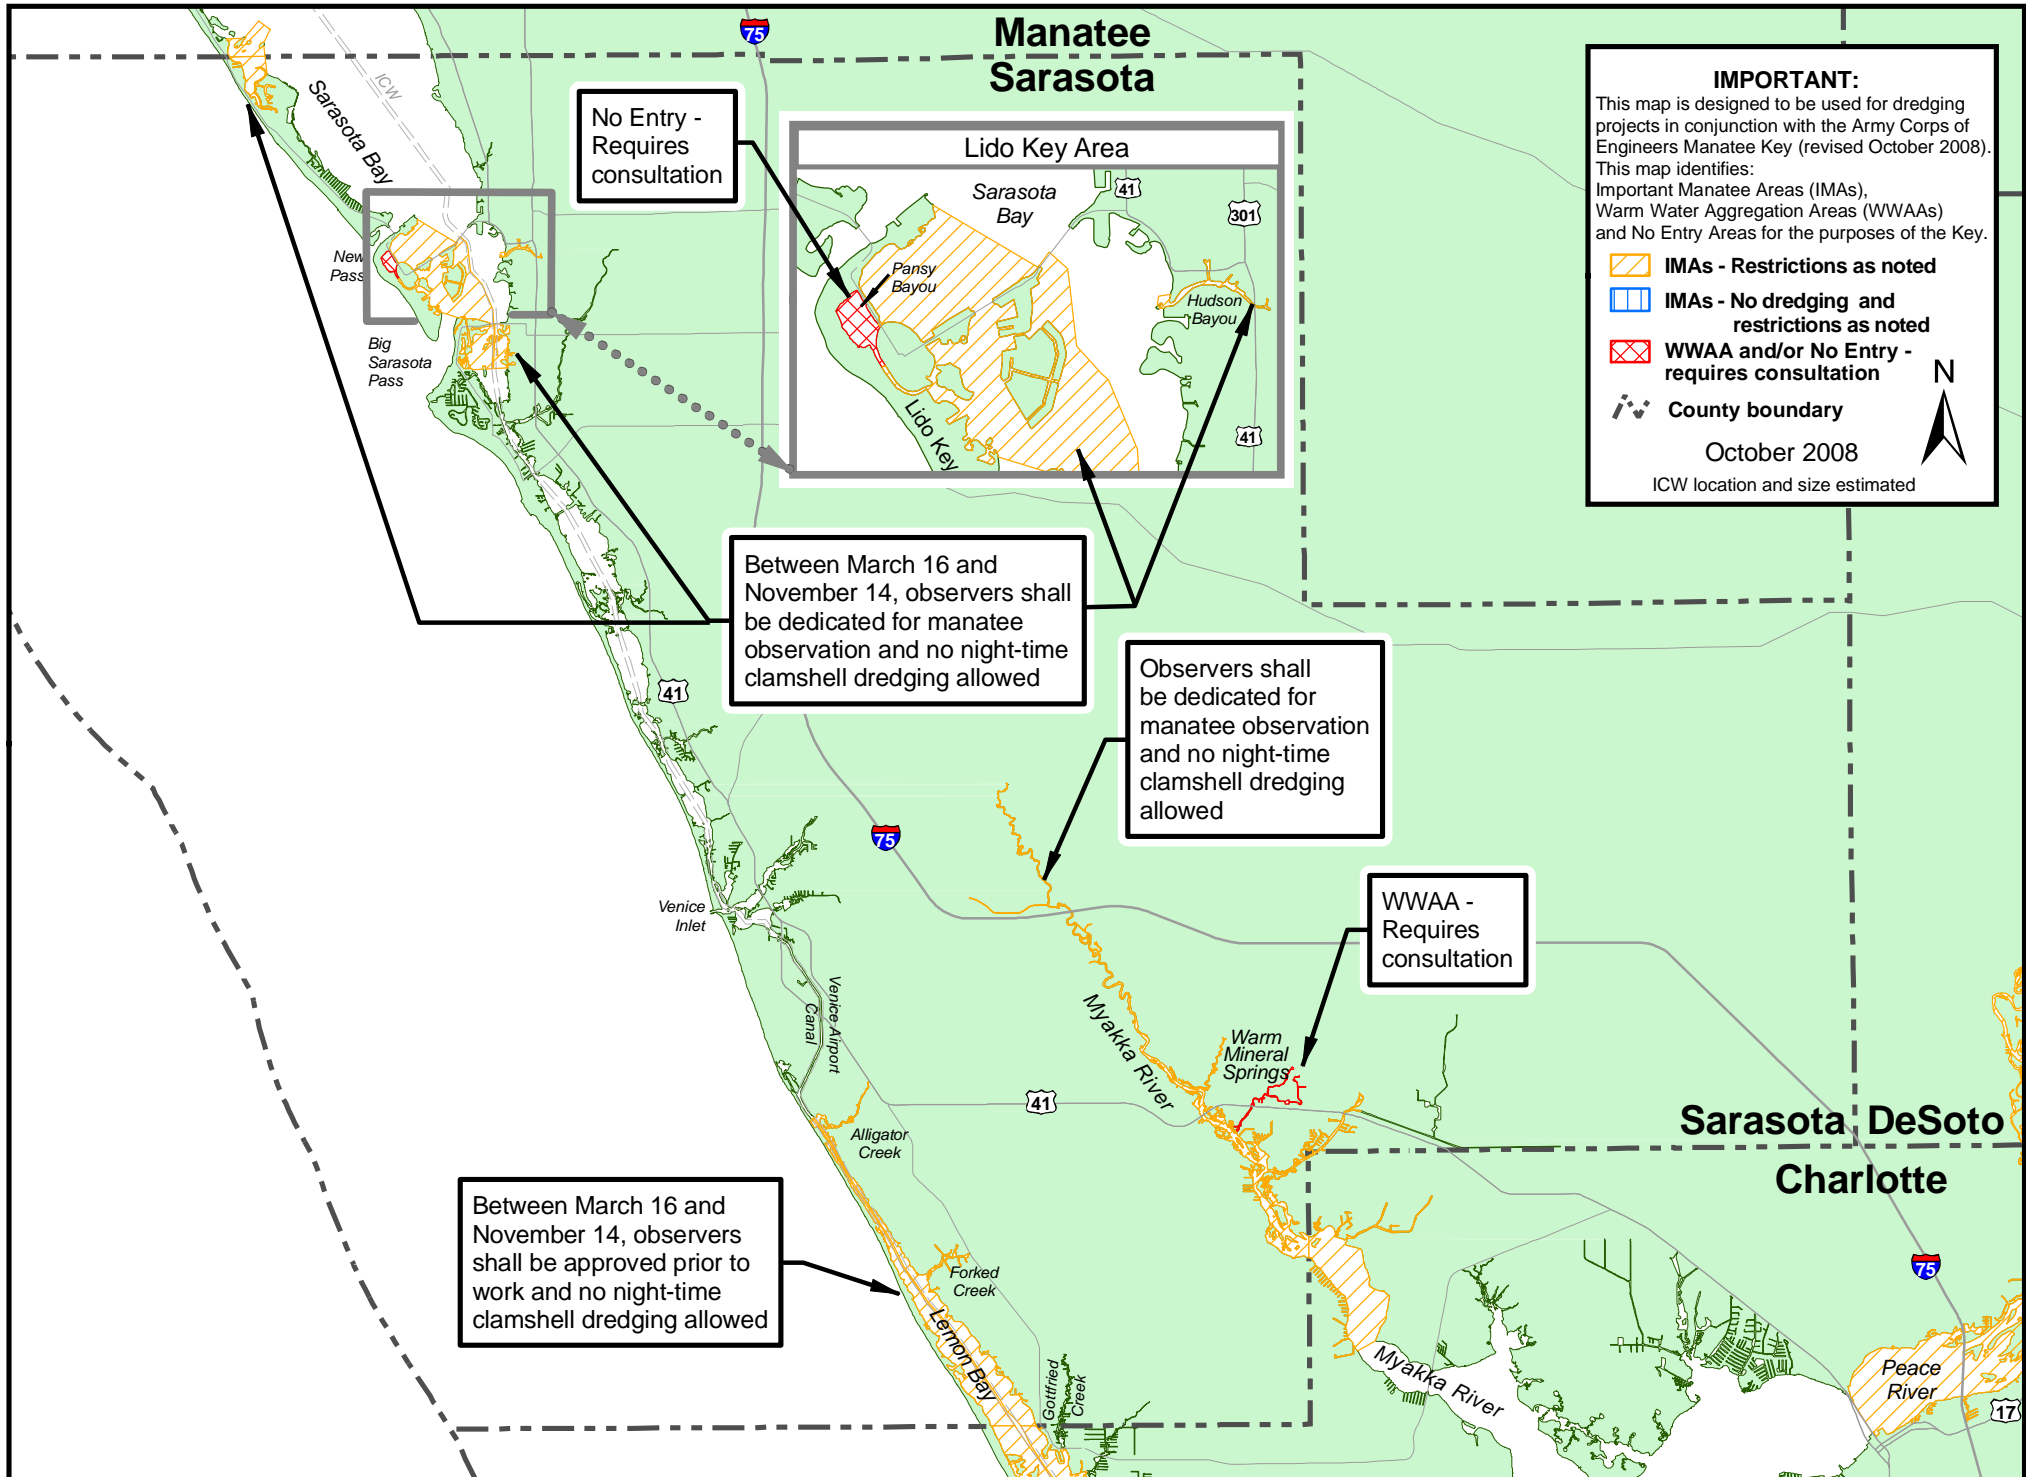 Manatee
Sarasota
75
ICW
Sarasota Bay
No Entry -
Requires
consultation
Lido Key Area
Sarasota
Bay
41
301
Pansy
Bayou
Hudson
Bayou
Lido Key
41
IMPORTANT:
This map is designed to be used for dredging
projects in conjunction with the Army Corps of
Engineers Manatee Key (revised October 2008).
This map identifies:
Important Manatee Areas (IMAs),
Warm Water Aggregation Areas (WWAAs)
and No Entry Areas for the purposes of the Key.
IMAs - Restrictions as noted
IMAs - No dredging and
restrictions as noted
WWAA and/or No Entry -
requires consultation
County boundary
N
October 2008
ICW location and size estimated
New
Pass
Big
Sarasota
Pass
Between March 16 and
November 14, observers shall
be dedicated for manatee
observation and no night-time
clamshell dredging allowed
Observers shall
be dedicated for
manatee observation
and no night-time
clamshell dredging
allowed
41
75
Venice
Inlet
WWAA -
Requires
consultation
Venice Airport
Canal
Myakka River
Warm
Mineral
Springs
41
Alligator
Creek
Sarasota DeSoto
Charlotte
Between March 16 and
November 14, observers
shall be approved prior to
work and no night-time
clamshell dredging allowed
Forked
Creek
Lemon Bay
Gottfried
Creek
75
Myakka River
Peace
River
17